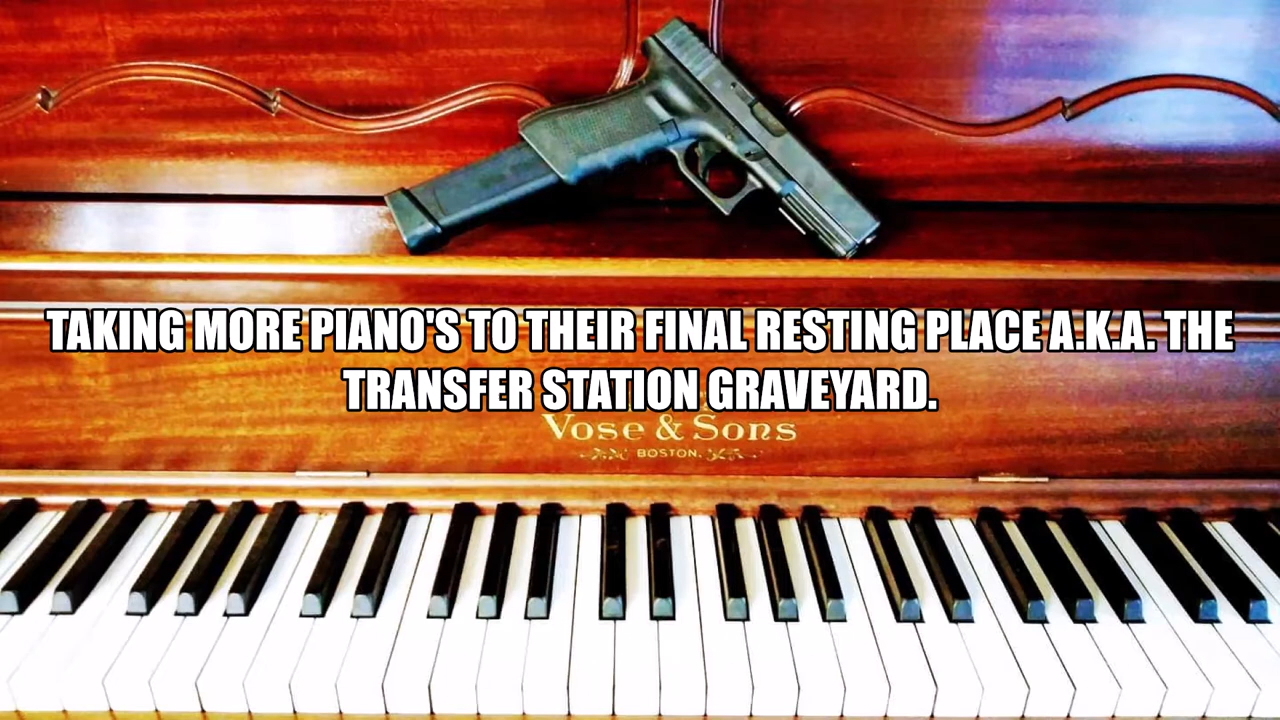 TAKING MORE PIANO'S TO THEIR FINAL RESTING PLACE A.K.A. THE
TRANSFER STATION GRAVEYARD.
Vose & Sons
BOSTON.